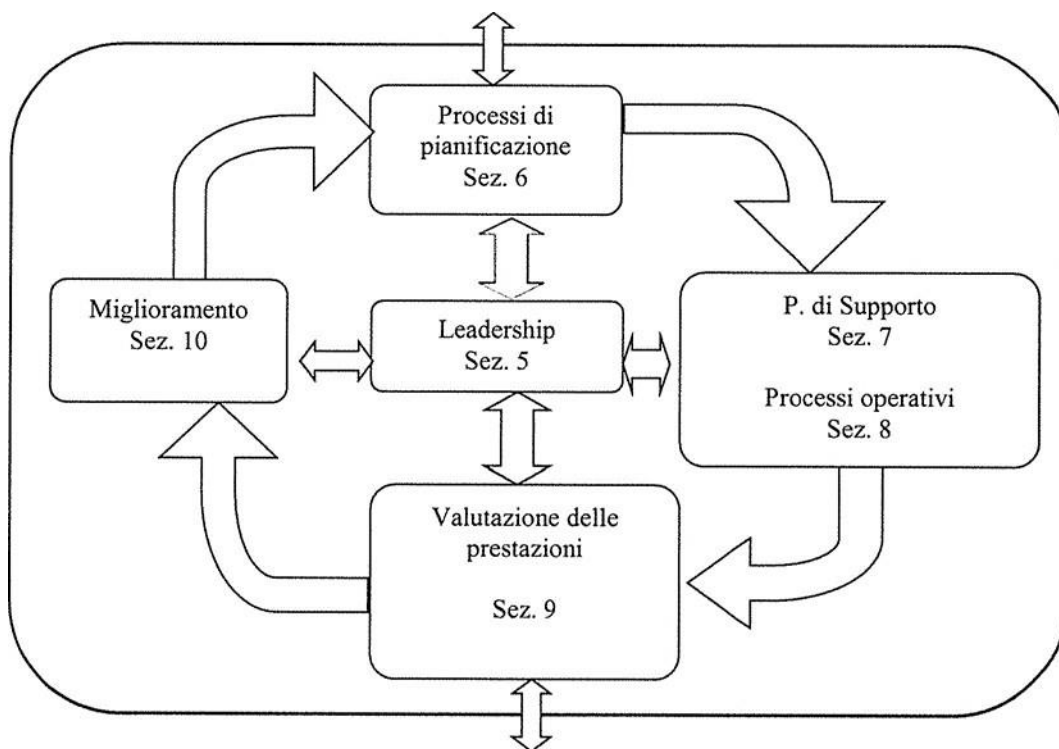 Processi di
pianificazione
Sez. 6
Miglioramento
Sez. 10
Leadership
Sez. 5
P. di Supporto
Sez. 7
Processi operativi
Sez. 8
Valutazione delle
prestazioni
Sez. 9